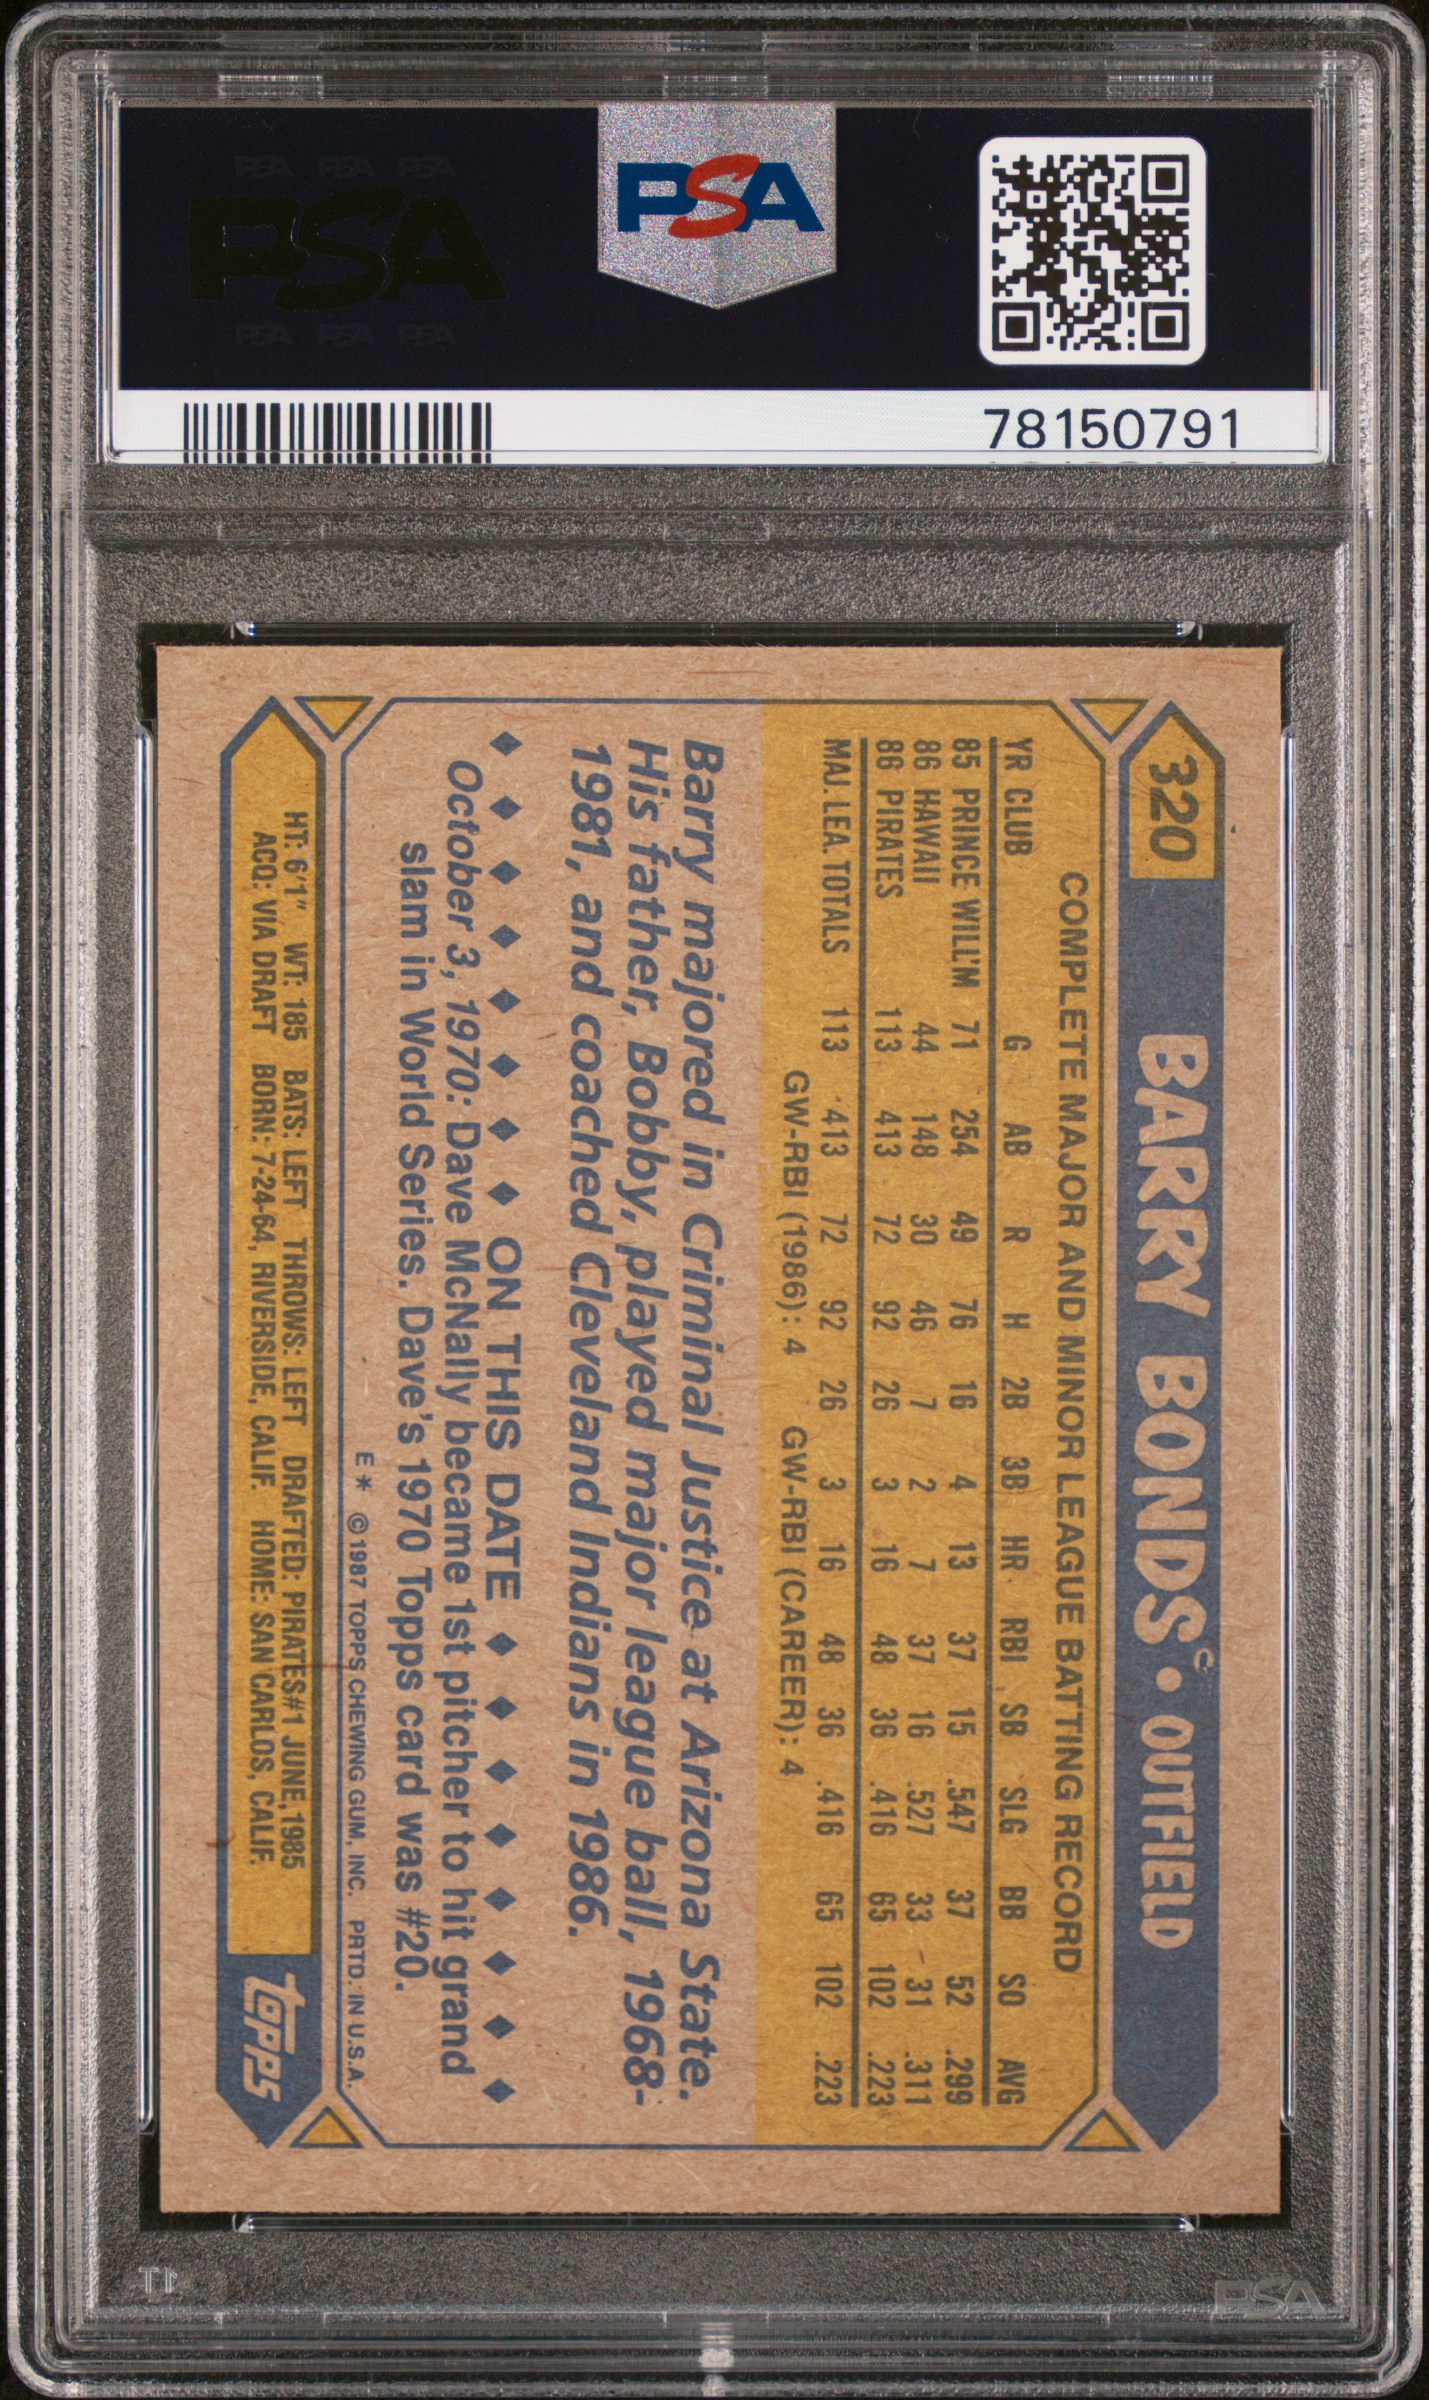 PSA PSA PSA
PSA
PSA PSA PSA
PSA
78150791
320 BARRY BONDS • OUTFIELD
COMPLETE MAJOR AND MINOR LEAGUE BATTING RECORD
YR CLUB G AB R H 2B 3B HR RBI SB SLG BB SO AVG
85 PRINCE WILL'M 71 254 49 76 16 4 13 37 15 .547 37 52 .299
86 HAWAII 44 148 30 46 7 2 7 37 16 .527 33 31 .311
86 PIRATES 113 413 72 92 26 3 16 48 36 .416 65 102 .223
MAJ. LEA. TOTALS 113 413 72 92 26 3 16 48 36 .416 65 102 .223
GW-RBI (1986): 4 GW-RBI (CAREER): 4
Barry majored in Criminal Justice at Arizona State.
His father, Bobby, played major league ball, 1968-
1981, and coached Cleveland Indians in 1986.
ON THIS DATE
October 3, 1970: Dave McNally became 1st pitcher to hit grand
slam in World Series. Dave's 1970 Topps card was #20.
E* ©1987 TOPPS CHEWING GUM, INC. PRTD. IN U.S.A.
HT: 6'1" WT: 185 BATS: LEFT THROWS: LEFT DRAFTED: PIRATES#1 JUNE,1985
ACQ: VIA DRAFT BORN: 7-24-64, RIVERSIDE, CALIF. HOME: SAN CARLOS, CALIF.
topps
PSA